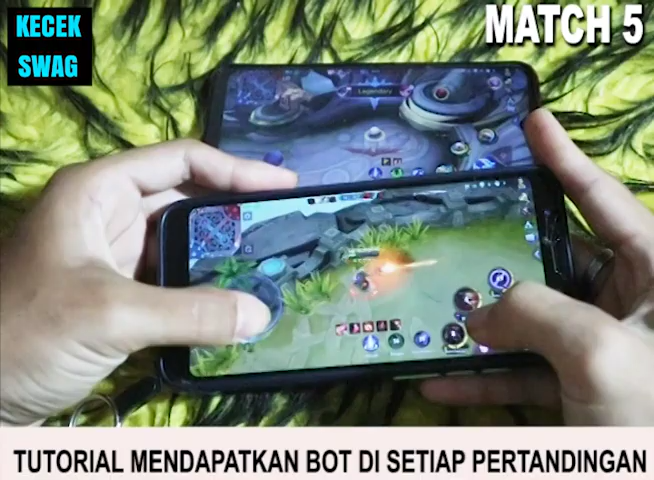 KECEK
SWAG
MATCH 5
Legendary
TUTORIAL MENDAPATKAN BOT DI SETIAP PERTANDINGAN